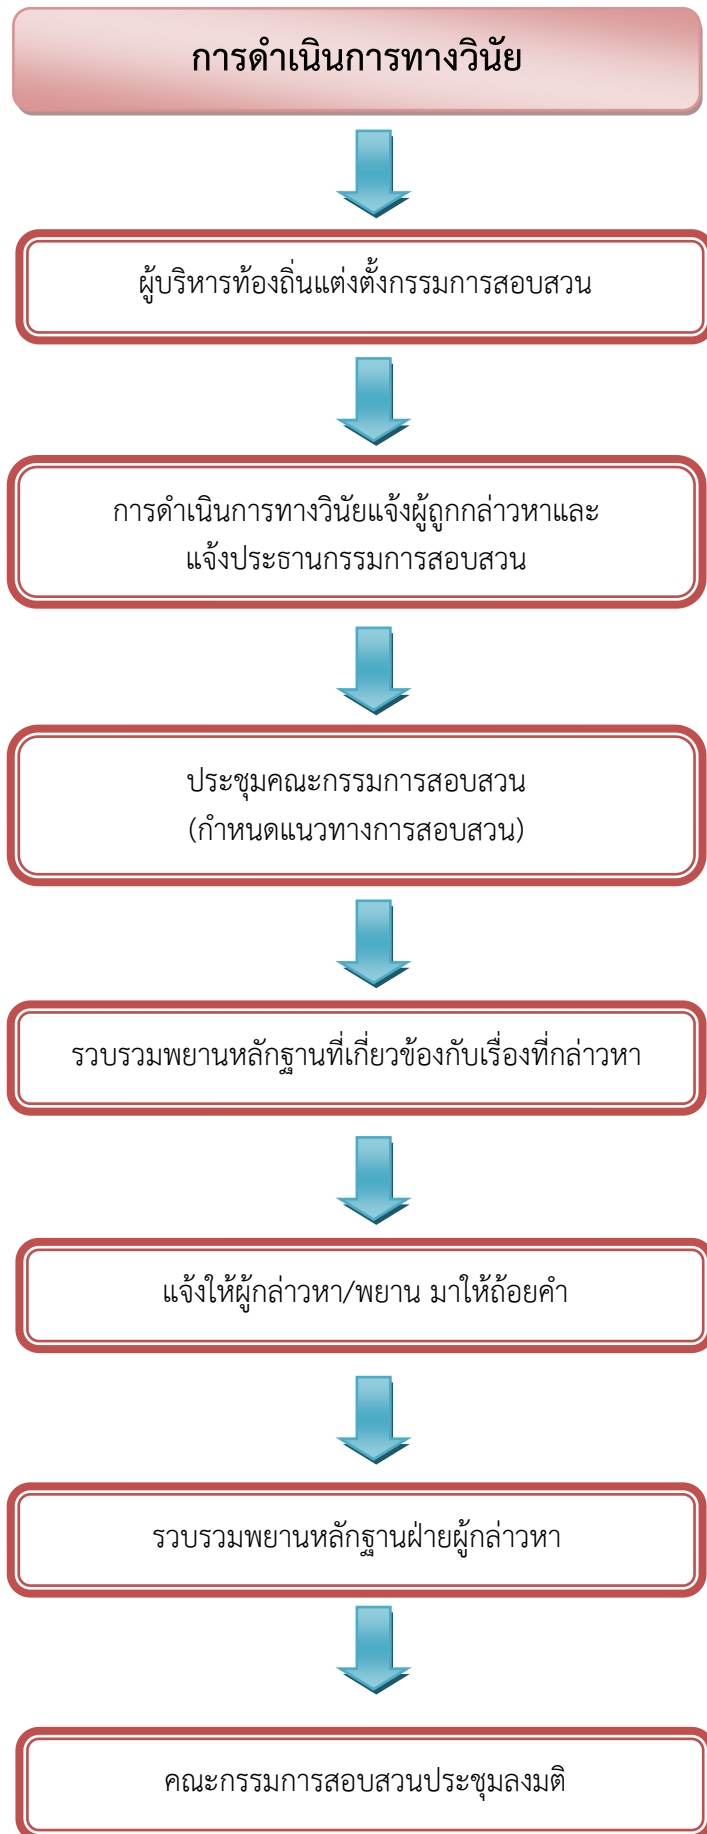 การดำเนินการทางวินัย
ผู้บริหารท้องถิ่นแต่งตั้งกรรมการสอบสวน
การดำเนินการทางวินัยแจ้งผู้ถูกกล่าวหาและ
แจ้งประธานกรรมการสอบสวน
ประชุมคณะกรรมการสอบสวน
(กำหนดแนวทางการสอบสวน)
รวบรวมพยานหลักฐานที่เกี่ยวข้องกับเรื่องที่กล่าวหา
แจ้งให้ผู้กล่าวหา/พยาน มาให้ถ้อยคำ
รวบรวมพยานหลักฐานฝ่ายผู้กล่าวหา
คณะกรรมการสอบสวนประชุมลงมติ